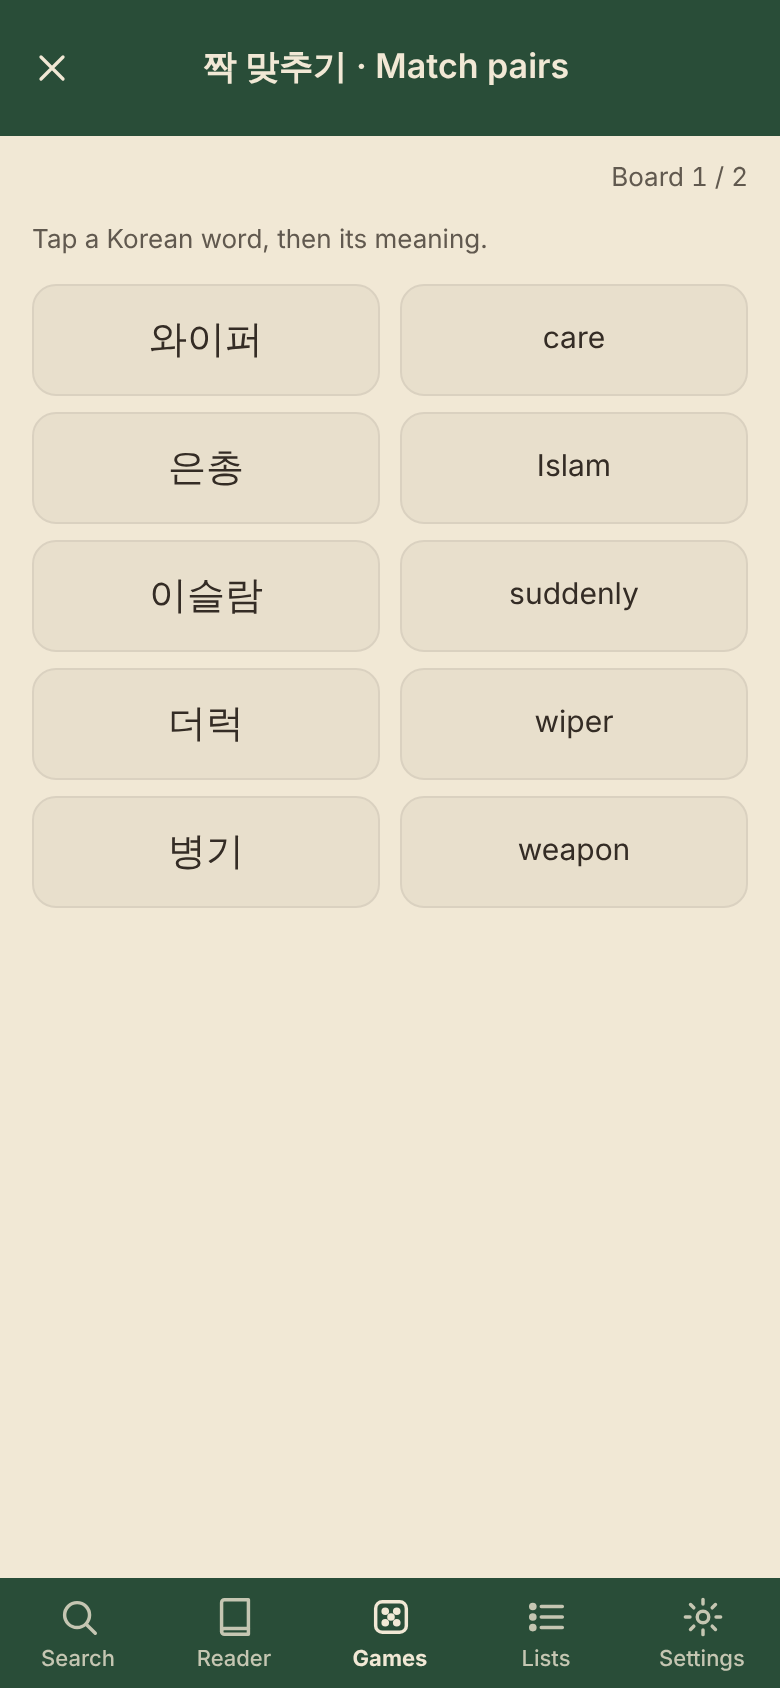 짝 맞추기 · Match pairs
Board 1 / 2
Tap a Korean word, then its meaning.
와이퍼
care
은총
Islam
이슬람
suddenly
더럭
wiper
병기
weapon
Search
Reader
Games
Lists
Settings